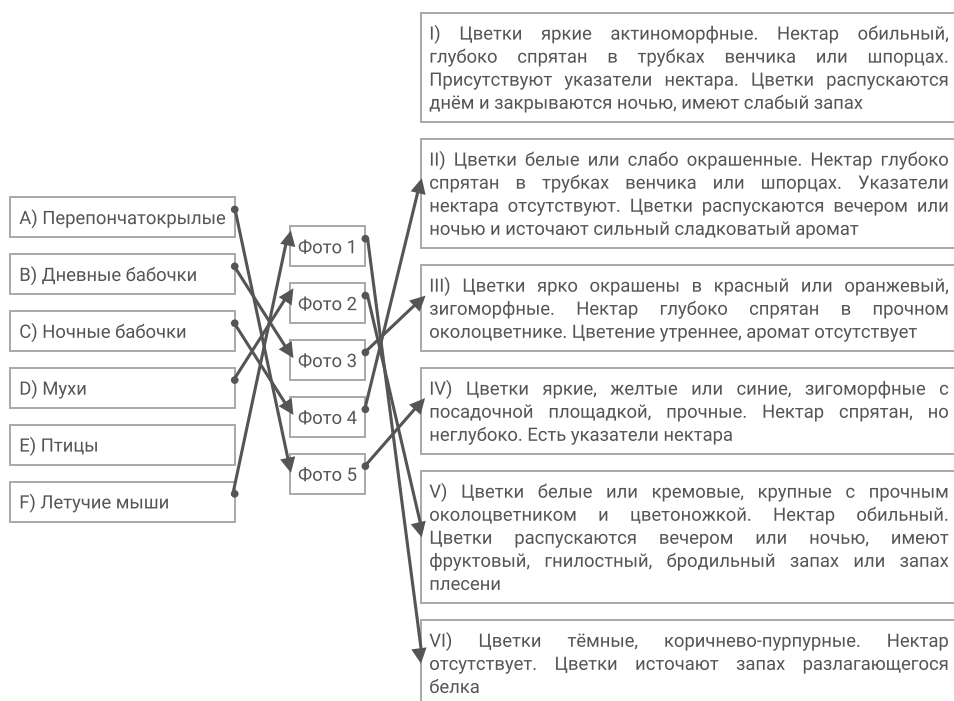 A) Перепончатокрылые
B) Дневные бабочки
C) Ночные бабочки
D) Мухи
E) Птицы
F) Летучие мыши
Фото 1
Фото 2
Фото 3
Фото 4
Фото 5
I) Цветки яркие актиноморфные. Нектар обильный,
глубоко спрятан в трубках венчика или шпорцах.
Присутствуют указатели нектара. Цветки распускаются
днём и закрываются ночью, имеют слабый запах
II) Цветки белые или слабо окрашенные. Нектар глубоко
спрятан в трубках венчика или шпорцах. Указатели
нектара отсутствуют. Цветки распускаются вечером или
ночью и источают сильный сладковатый аромат
III) Цветки ярко окрашены в красный или оранжевый,
зигоморфные. Нектар глубоко спрятан в прочном
околоцветнике. Цветение утреннее, аромат отсутствует
IV) Цветки яркие, желтые или синие, зигоморфные с
посадочной площадкой, прочные. Нектар спрятан, но
неглубоко. Есть указатели нектара
V) Цветки белые или кремовые, крупные с прочным
околоцветником и цветоножкой. Нектар обильный.
Цветки распускаются вечером или ночью, имеют
фруктовый, гнилостный, бродильный запах или запах
плесени
VI) Цветки тёмные, коричнево-пурпурные. Нектар
отсутствует. Цветки источают запах разлагающегося
белка